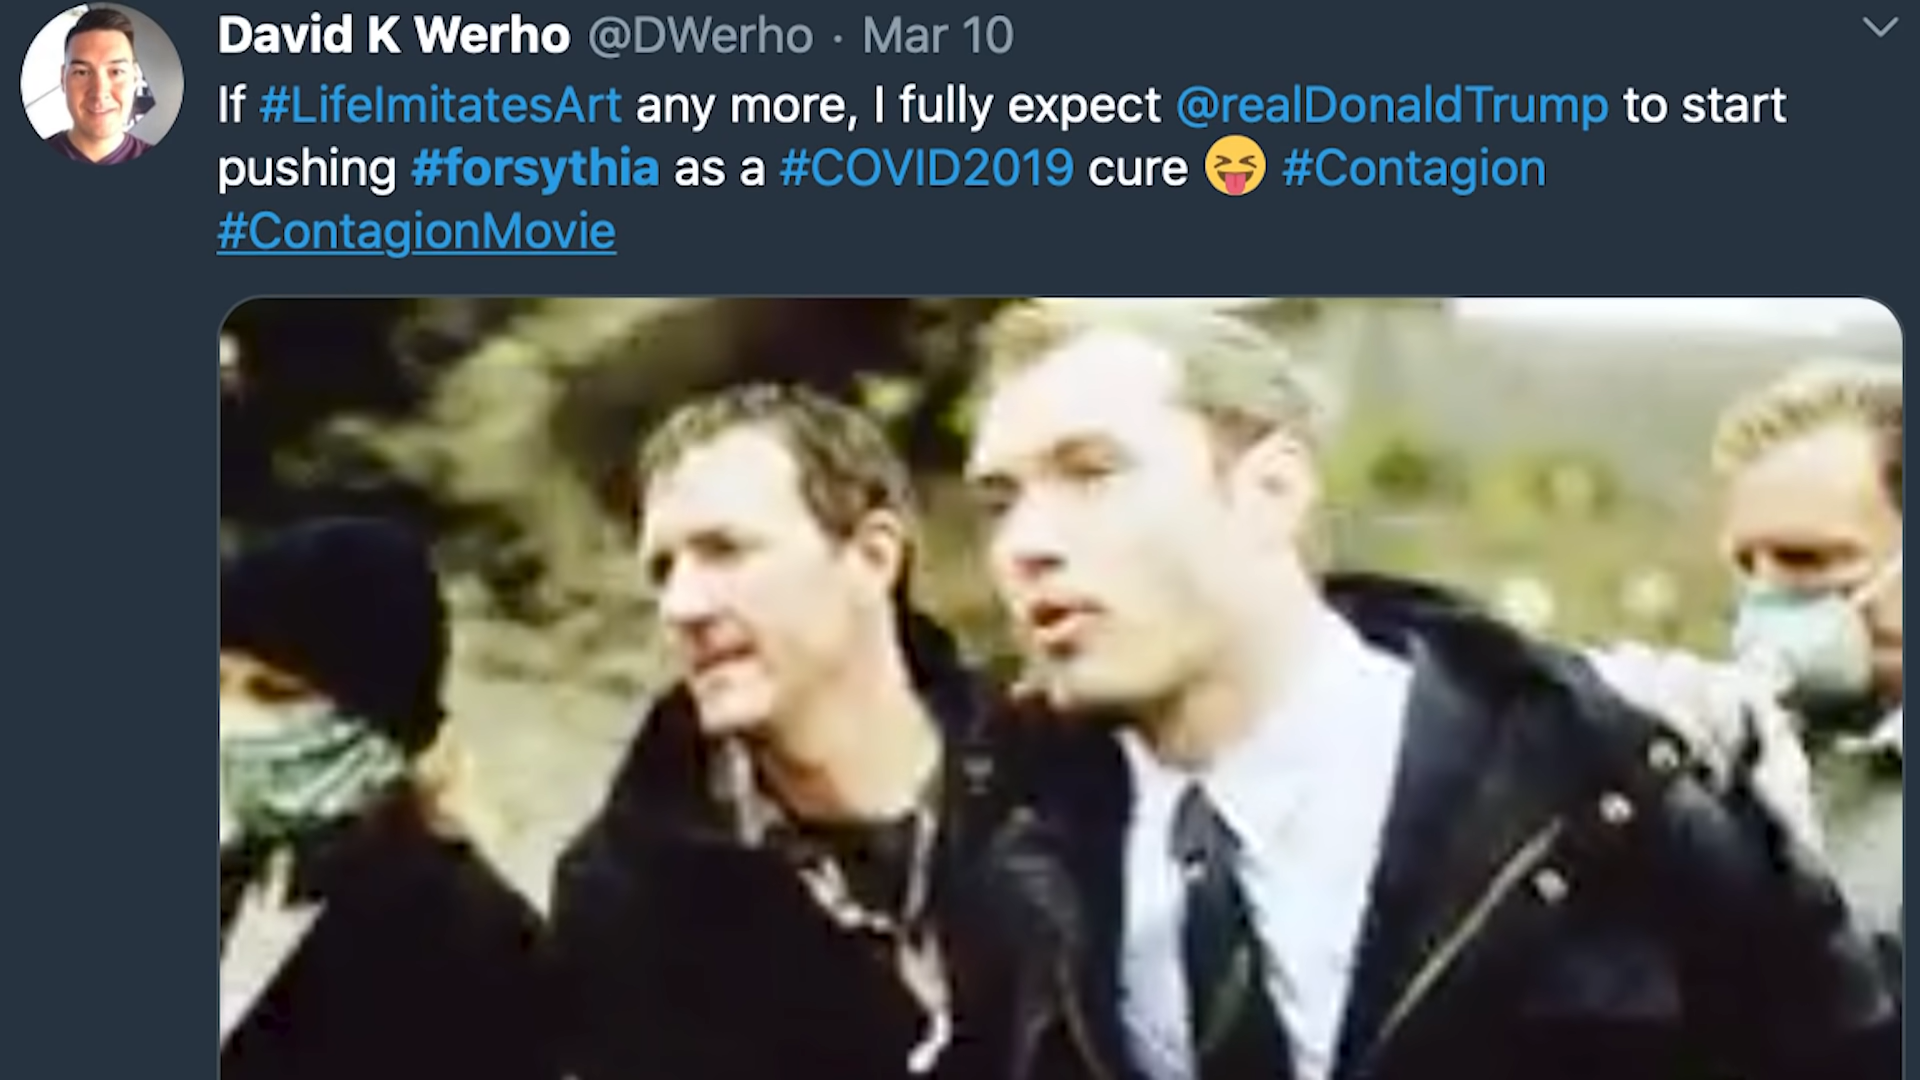 David K Werho @DWerho · Mar 10
If #LifeImitatesArt any more, I fully expect @realDonaldTrump to start
pushing #forsythia as a #COVID2019 cure 😝 #Contagion
#ContagionMovie